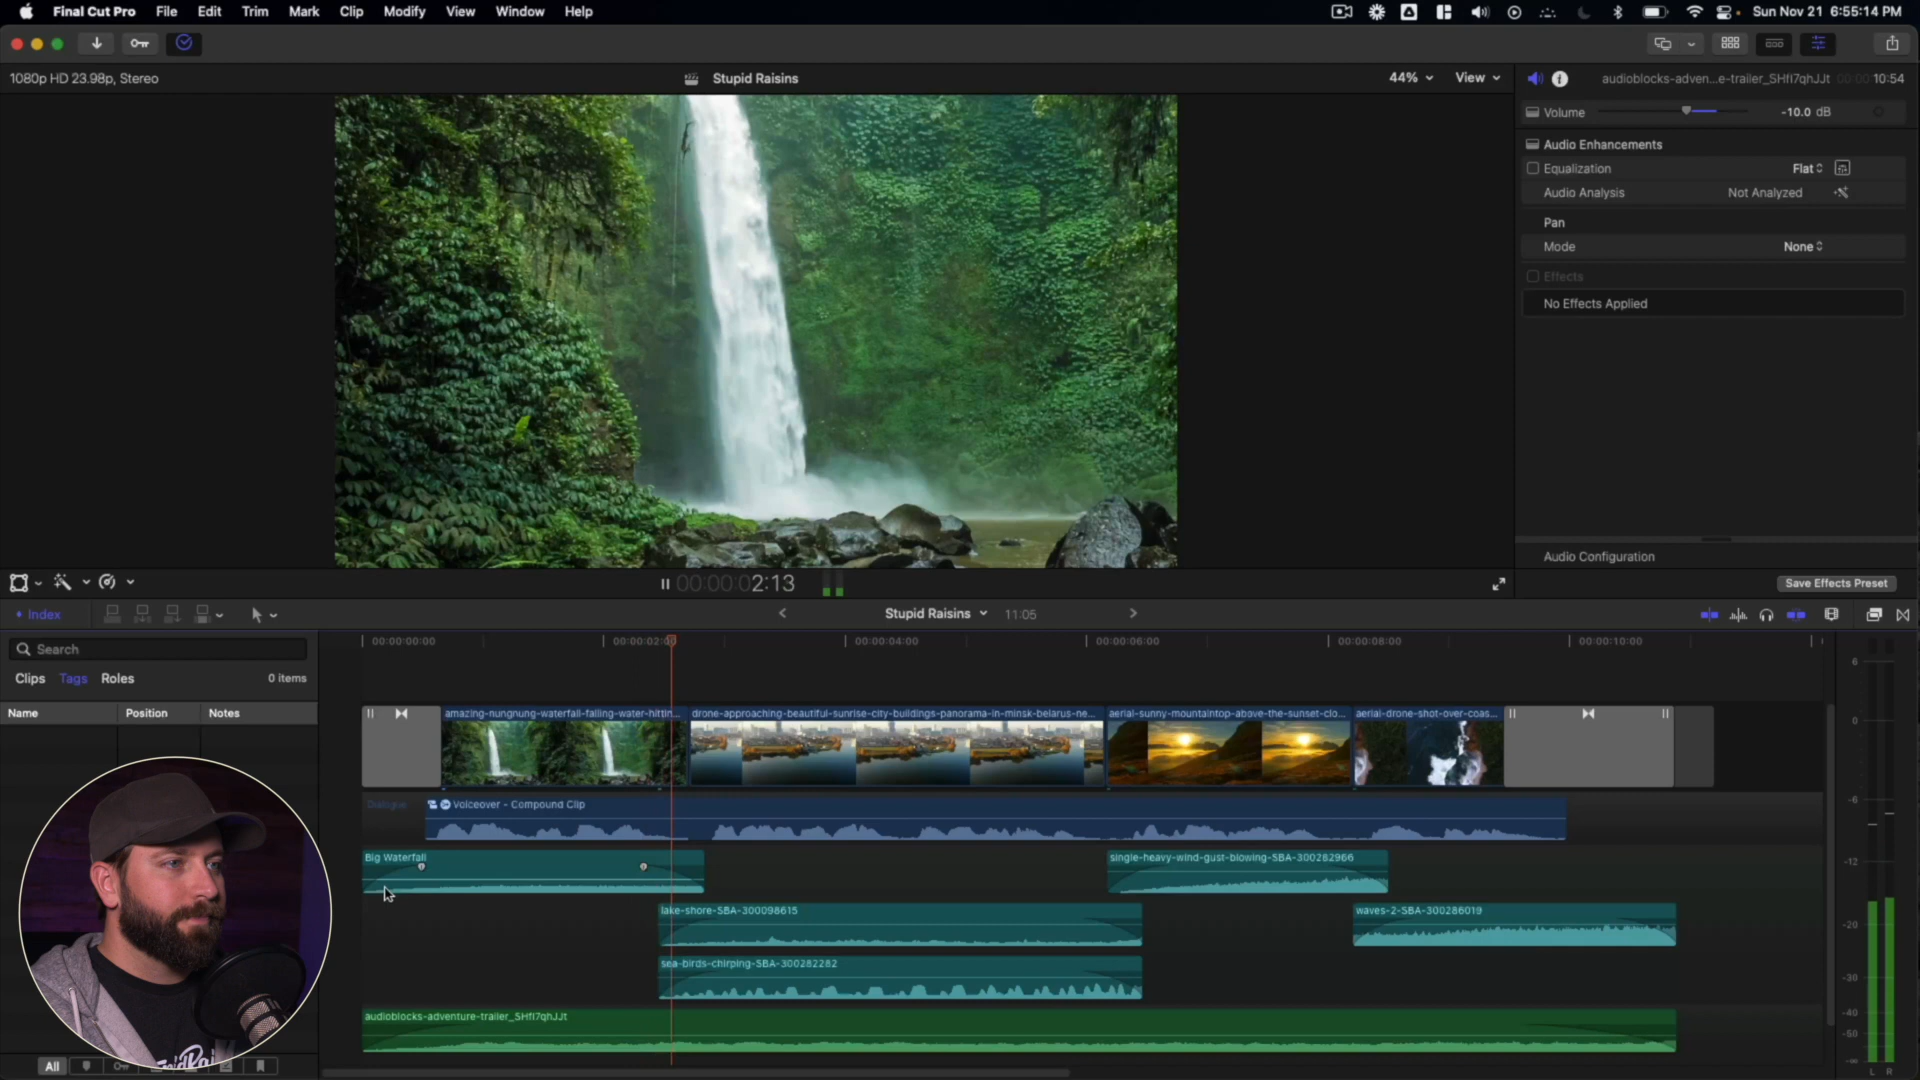 Final Cut Pro File Edit Trim Mark Clip Modify View Window Help Sun Nov 21 6:55:14 PM
1080p HD 23.98p, Stereo
Stupid Raisins
44% View
audioblocks-adven...e-trailer_SHfI7qhJJt 00:00:10:54
Volume -10.0 dB
Audio Enhancements
Equalization Flat
Audio Analysis Not Analyzed
Pan
Mode None
Effects
No Effects Applied
Audio Configuration
00:00:02:13
Save Effects Preset
Index
Stupid Raisins 11:05
Search
00:00:00:00 00:00:02:00 00:00:04:00 00:00:06:00 00:00:08:00 00:00:10:00
Clips Tags Roles 0 items
Name Position Notes
amazing-nungnung-waterfall-falling-water-hittin... drone-approaching-beautiful-sunrise-city-buildings-panorama-in-minsk-belarus-ne... aerial-sunny-mountaintop-above-the-sunset-clo... aerial-drone-shot-over-coas...
Dialogue Voiceover - Compound Clip
Big Waterfall single-heavy-wind-gust-blowing-SBA-300282966
lake-shore-SBA-300098615 waves-2-SBA-300286019
sea-birds-chirping-SBA-300282282
audioblocks-adventure-trailer_SHfI7qhJJt
All
6
0
-6
-12
-20
-30
-40
-50
-∞
L R